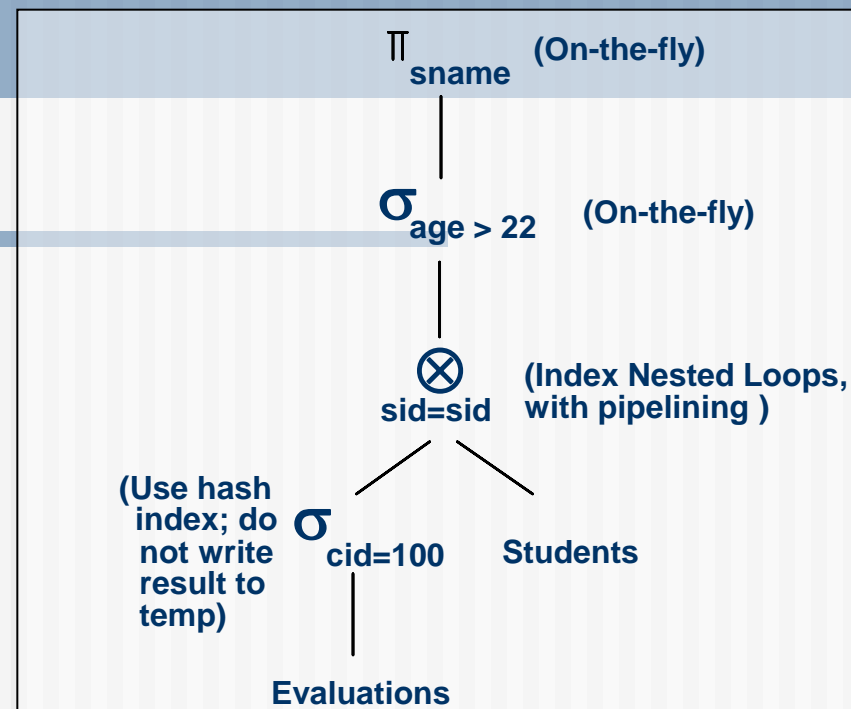 π sname (On-the-fly)
σ age > 22 (On-the-fly)
⊗ (Index Nested Loops,
sid=sid with pipelining )
(Use hash
index; do σ
not write cid=100 Students
result to
temp)
Evaluations